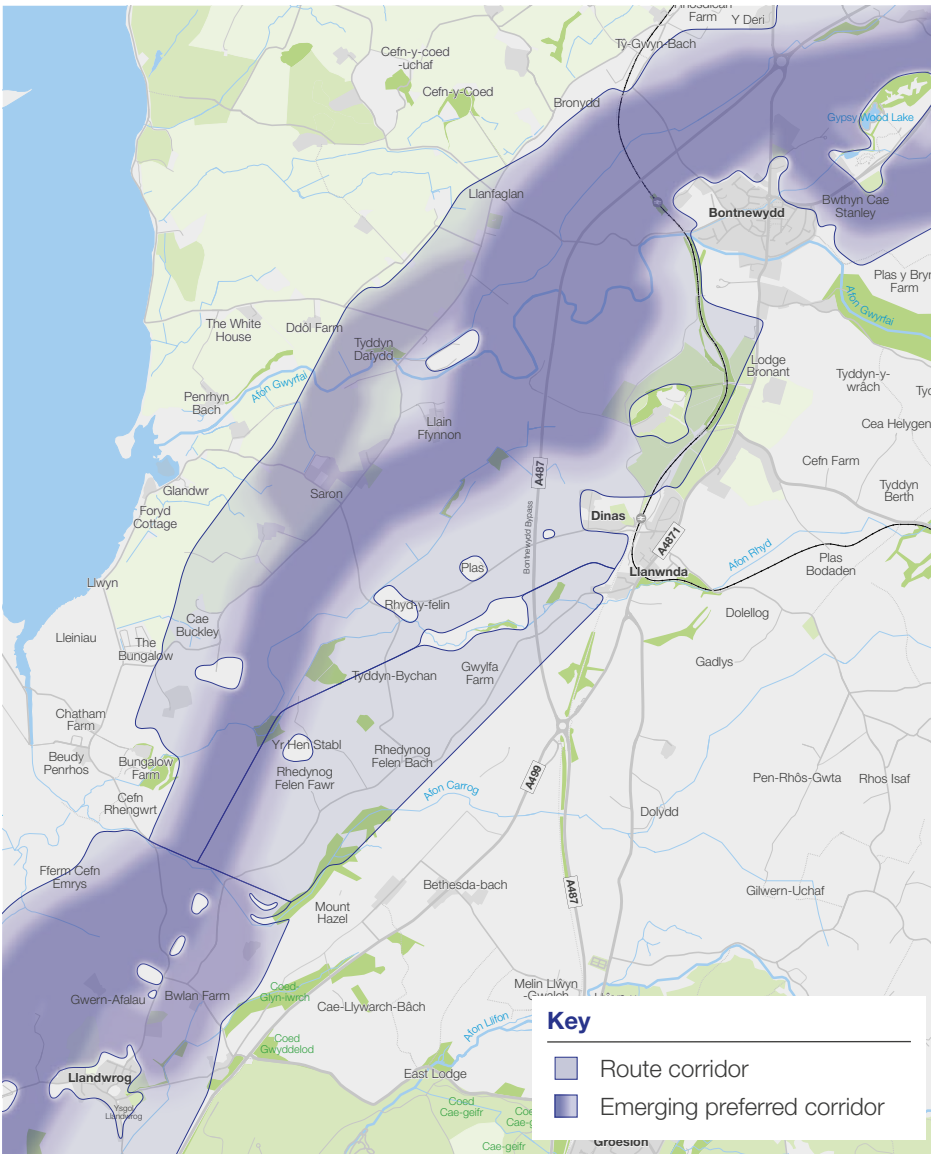 Farm
Y Deri
Tŷ-Gwyn-Bach
Cefn-y-coed
-uchaf
Cefn-y-Coed
Bronydd
Gypsy Wood Lake
Llanfaglan
Bontnewydd
Bwthyn Cae
Stanley
Plas y Bryn
Farm
Afon Gwyrfai
The White
House
Ddôl Farm
Tyddyn
Dafydd
Lodge
Bronant
Tyddyn-y-
wrâch
Penrhyn
Bach
Afon Gwyrfai
Llain
Ffynnon
Cea Helygen
Cefn Farm
A487
Tyddyn
Berth
Glandwr
Saron
Foryd
Cottage
Bontnewydd Bypass
Dinas
A4871
Afon Rhyd
Plas
Bodaden
Llwyn
Plas
Llanwnda
Rhyd-y-felin
Dolellog
Cae
Buckley
Lleiniau
The
Bungalow
Gadlys
Tyddyn-Bychan
Gwylfa
Farm
Chatham
Farm
Beudy
Penrhos
Bungalow
Farm
Yr Hen Stabl
Rhedynog
Felen Bach
Rhedynog
Felen Fawr
A499
Pen-Rhôs-Gwta
Rhos Isaf
Cefn
Rhengwrt
Afon Carrog
Dolydd
Fferm Cefn
Emrys
Bethesda-bach
A487
Gilwern-Uchaf
Mount
Hazel
Gwern-Afalau
Bwlan Farm
Coed-
Glyn-iwrch
Cae-Llywarch-Bâch
Melin Llŵyn
-Gwalch
Afon Llifon
Coed
Gwyddelod
Llandwrog
Ysgol
Llandwrog
East Lodge
Coed
Cae-geifr
Cae-geifr
Groeslon
Key
Route corridor
Emerging preferred corridor